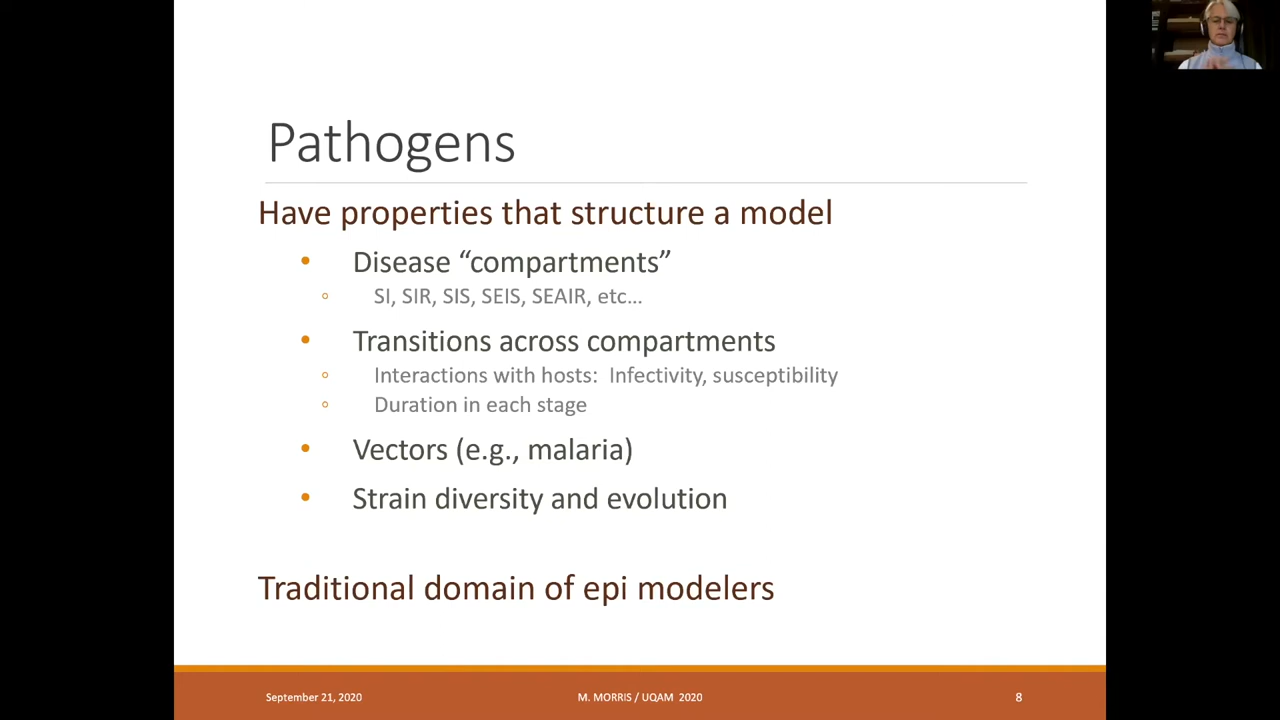 Pathogens
Have properties that structure a model
• Disease “compartments”
◦ SI, SIR, SIS, SEIS, SEAIR, etc…
• Transitions across compartments
◦ Interactions with hosts: Infectivity, susceptibility
◦ Duration in each stage
• Vectors (e.g., malaria)
• Strain diversity and evolution
Traditional domain of epi modelers
September 21, 2020 M. MORRIS / UQAM 2020 8